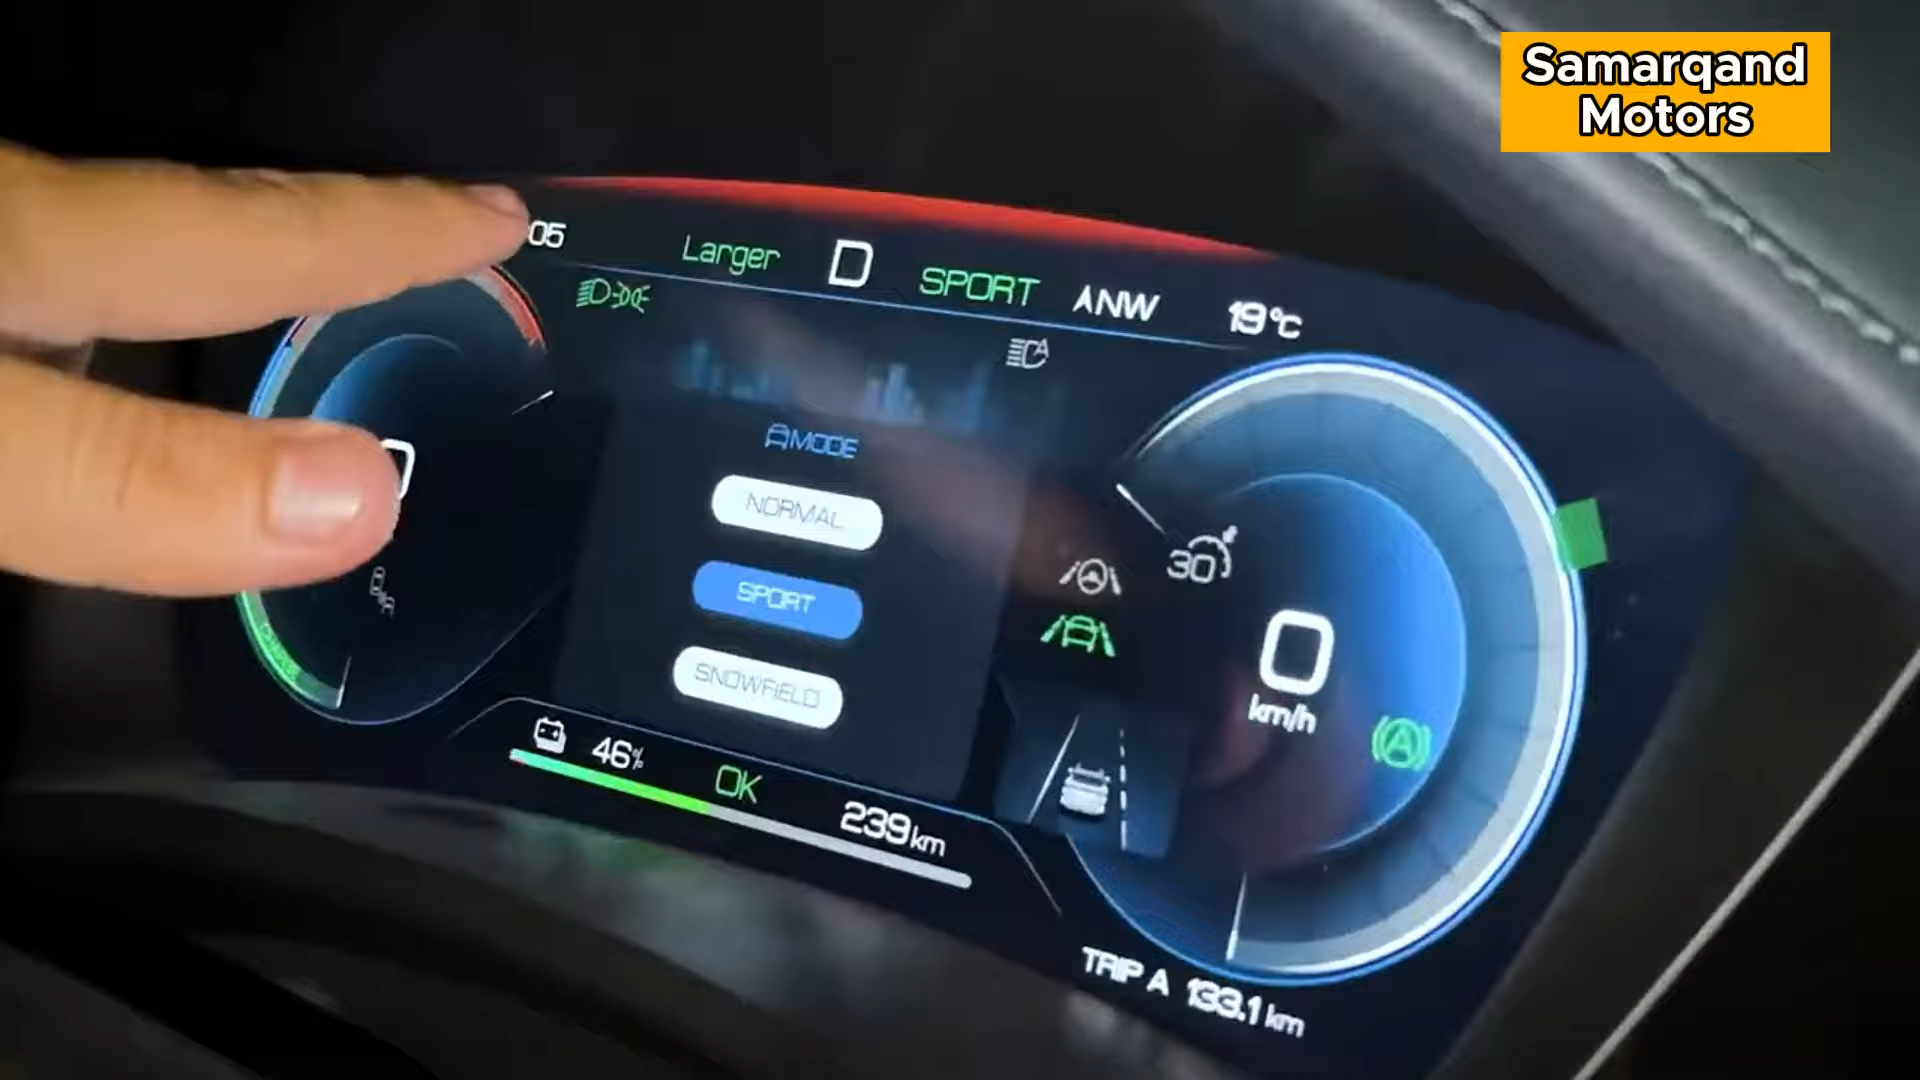 Samarqand
Motors
05
Larger
D
SPORT
ANW
19°C
MODE
NORMAL
SPORT
SNOWFIELD
30
0
km/h
46%
OK
239km
TRIP A 133.1 km